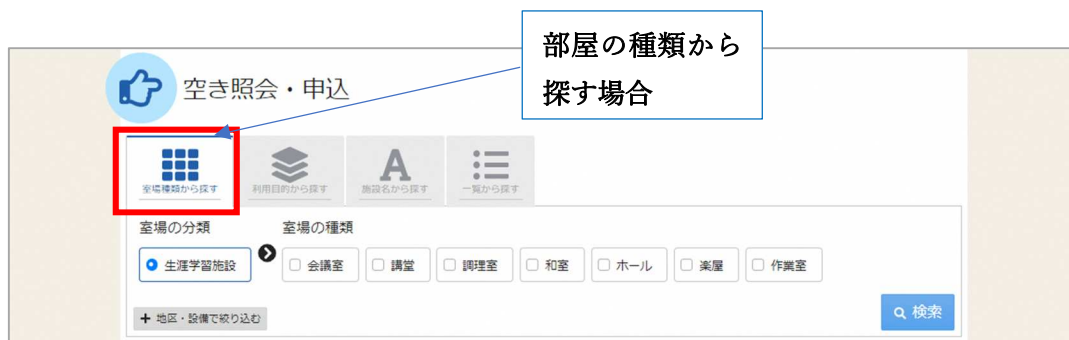 部屋の種類から
探す場合
空き照会・申込
室場種類から探す
利用目的から探す
A
施設名から探す
一覧から探す
室場の分類
室場の種類
生涯学習施設
会議室
講堂
調理室
和室
ホール
楽屋
作業室
+ 地区・設備で絞り込む
検索